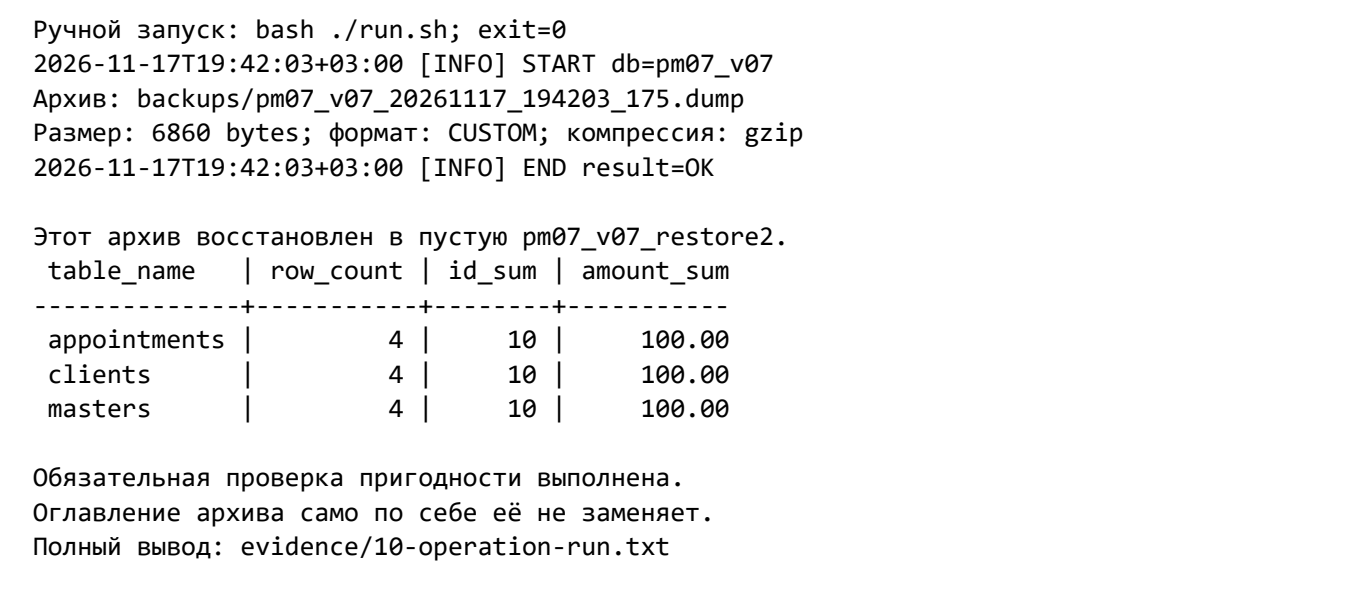 Ручной запуск: bash ./run.sh; exit=0
2026-11-17T19:42:03+03:00 [INFO] START db=pm07_v07
Архив: backups/pm07_v07_20261117_194203_175.dump
Размер: 6860 bytes; формат: CUSTOM; компрессия: gzip
2026-11-17T19:42:03+03:00 [INFO] END result=OK

Этот архив восстановлен в пустую pm07_v07_restore2.
 table_name   | row_count | id_sum | amount_sum
--------------+-----------+--------+-----------
 appointments |         4 |     10 |     100.00
 clients      |         4 |     10 |     100.00
 masters      |         4 |     10 |     100.00

Обязательная проверка пригодности выполнена.
Оглавление архива само по себе её не заменяет.
Полный вывод: evidence/10-operation-run.txt